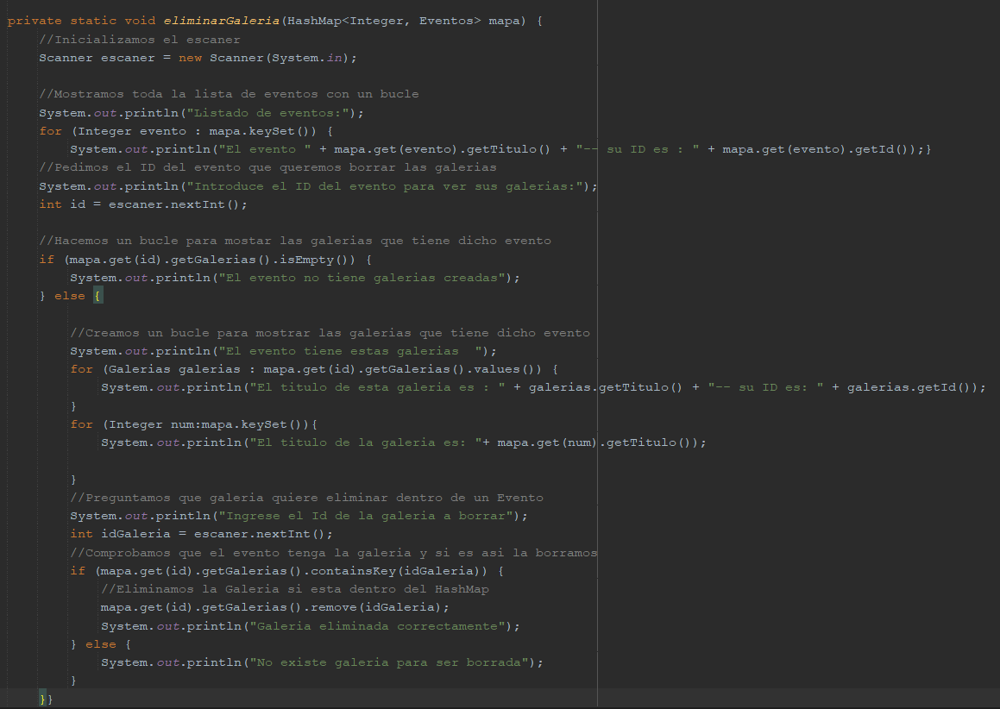 private static void eliminarGaleria(HashMap<Integer, Eventos> mapa) {
//Inicializamos el escaner
Scanner escaner = new Scanner(System.in);
//Mostramos toda la lista de eventos con un bucle
System.out.println("Listado de eventos:");
for (Integer evento : mapa.keySet()) {
System.out.println("El evento " + mapa.get(evento).getTitulo() + "-- su ID es : " + mapa.get(evento).getId());}
//Pedimos el ID del evento que queremos borrar las galerias
System.out.println("Introduce el ID del evento para ver sus galerias:");
int id = escaner.nextInt();
//Hacemos un bucle para mostar las galerias que tiene dicho evento
if (mapa.get(id).getGalerias().isEmpty()) {
System.out.println("El evento no tiene galerias creadas");
} else {
//Creamos un bucle para mostrar las galerias que tiene dicho evento
System.out.println("El evento tiene estas galerias  ");
for (Galerias galerias : mapa.get(id).getGalerias().values()) {
System.out.println("El titulo de esta galeria es : " + galerias.getTitulo() + "-- su ID es: " + galerias.getId());
}
for (Integer num:mapa.keySet()){
System.out.println("El titulo de la galeria es: "+ mapa.get(num).getTitulo());
}
//Preguntamos que galeria quiere eliminar dentro de un Evento
System.out.println("Ingrese el Id de la galeria a borrar");
int idGaleria = escaner.nextInt();
//Comprobamos que el evento tenga la galeria y si es asi la borramos
if (mapa.get(id).getGalerias().containsKey(idGaleria)) {
//Eliminamos la Galeria si esta dentro del HashMap
mapa.get(id).getGalerias().remove(idGaleria);
System.out.println("Galeria eliminada correctamente");
} else {
System.out.println("No existe galeria para ser borrada");
}
}}